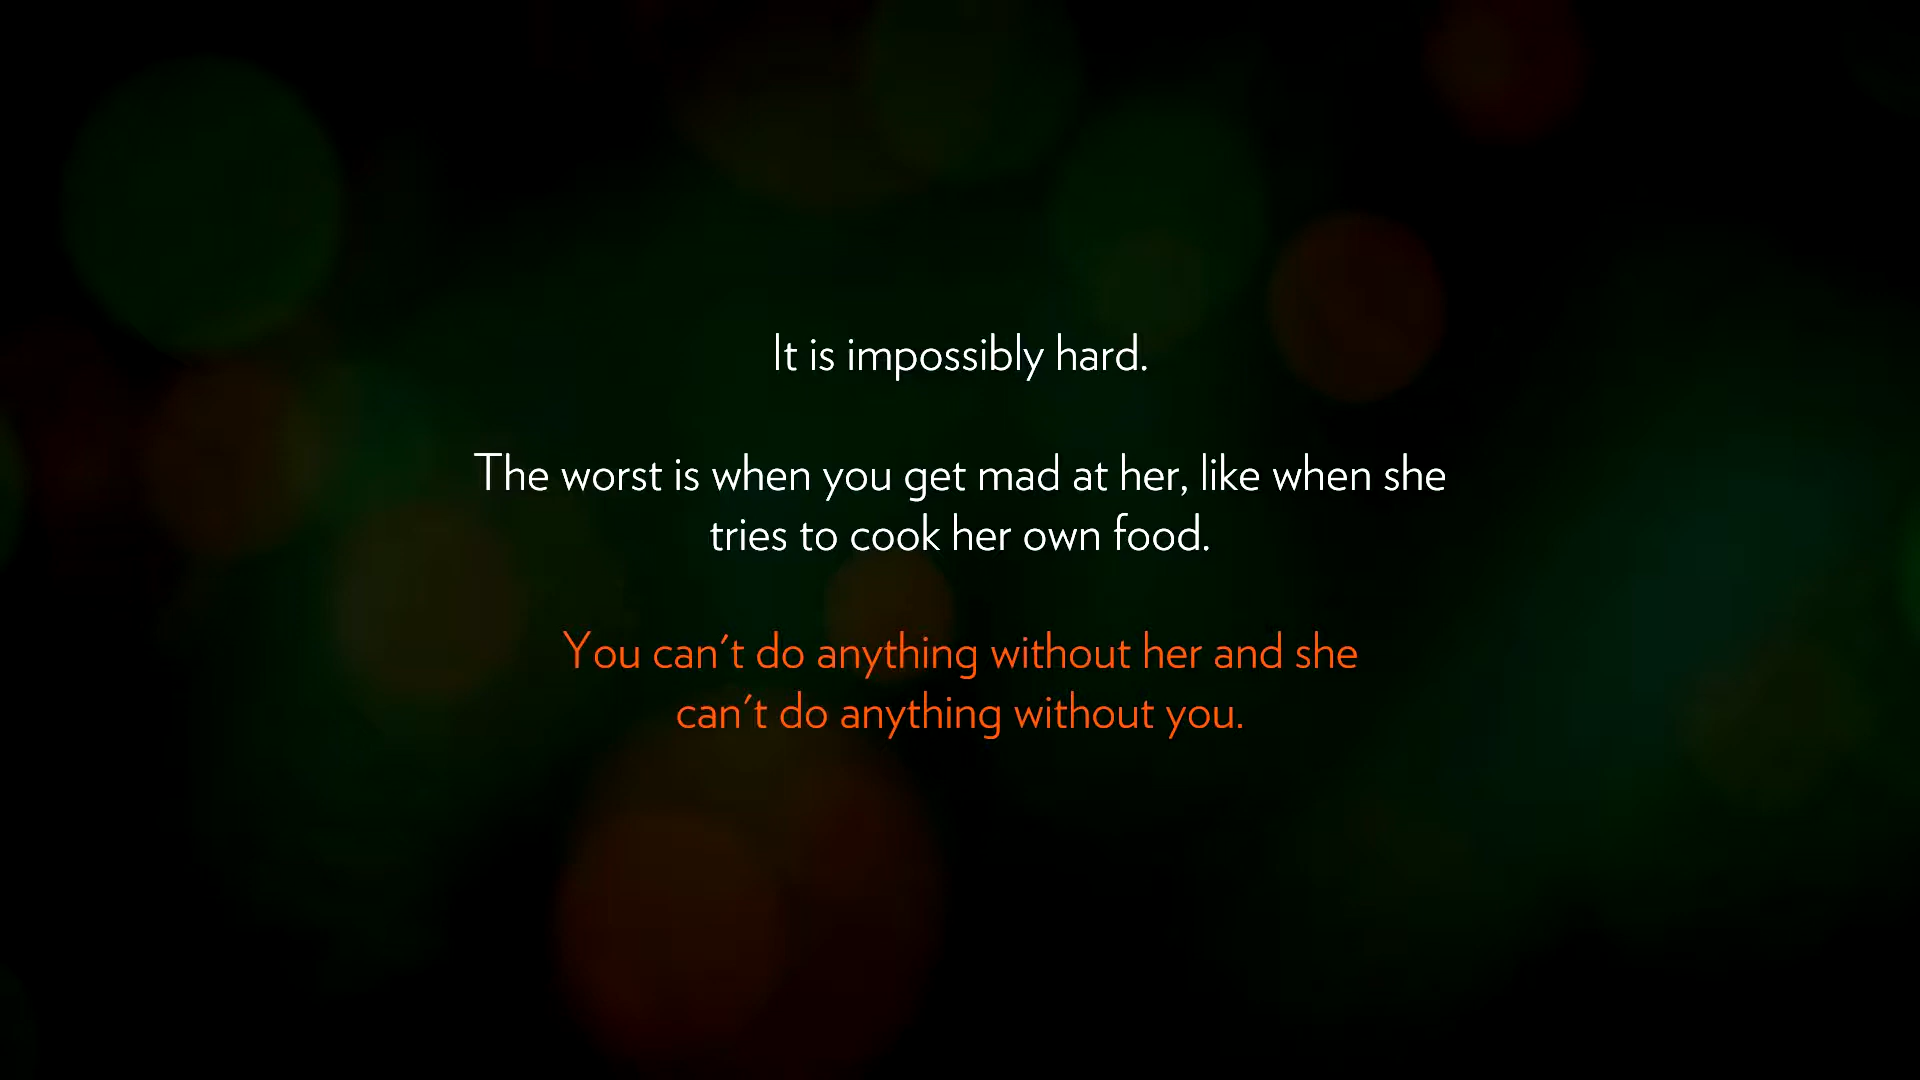 It is impossibly hard.
The worst is when you get mad at her, like when she
tries to cook her own food.
You can't do anything without her and she
can't do anything without you.